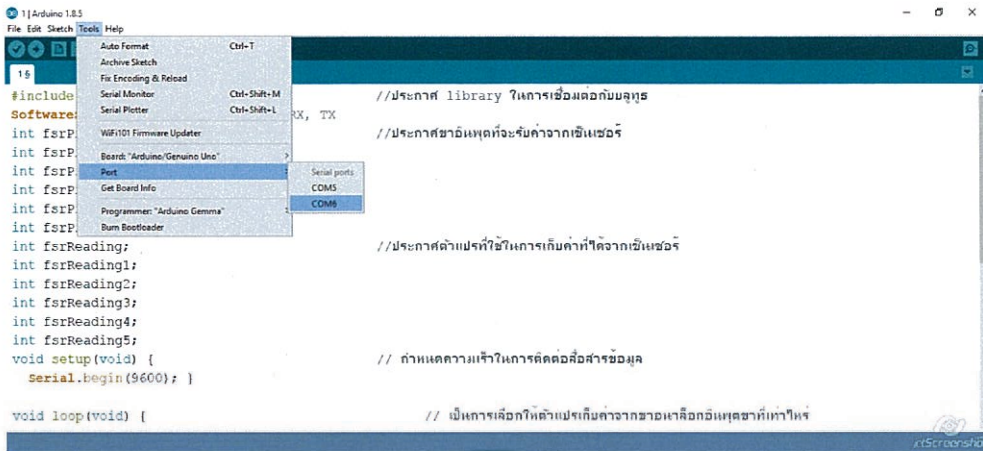 1 | Arduino 1.8.5
File Edit Sketch Tools Help
Auto Format Ctrl+T
Archive Sketch
1 §
Fix Encoding & Reload
#include Serial Monitor Ctrl+Shift+M //ประกาศ library ในการเชื่อมต่อกับบลูทูธ
Software Serial Plotter Ctrl+Shift+L RX, TX
int fsrP WiFi101 Firmware Updater //ประกาศขาอินพุตที่จะรับค่าจากเซ็นเซอร์
int fsrP Board: "Arduino/Genuino Uno"
int fsrP Port Serial ports
int fsrP Get Board Info COM5
int fsrP Programmer: "Arduino Gemma" COM6
int fsrP Burn Bootloader
int fsrReading; //ประกาศตัวแปรที่ใช้ในการเก็บค่าที่ได้จากเซ็นเซอร์
int fsrReading1;
int fsrReading2;
int fsrReading3;
int fsrReading4;
int fsrReading5;
void setup(void) { // กำหนดความเร็วในการติดต่อสื่อสารข้อมูล
Serial.begin(9600); }
void loop(void) { // เป็นการเลือกให้ตัวแปรเก็บค่าจากขาอนาล็อกอินพุตขาที่เท่าไหร่